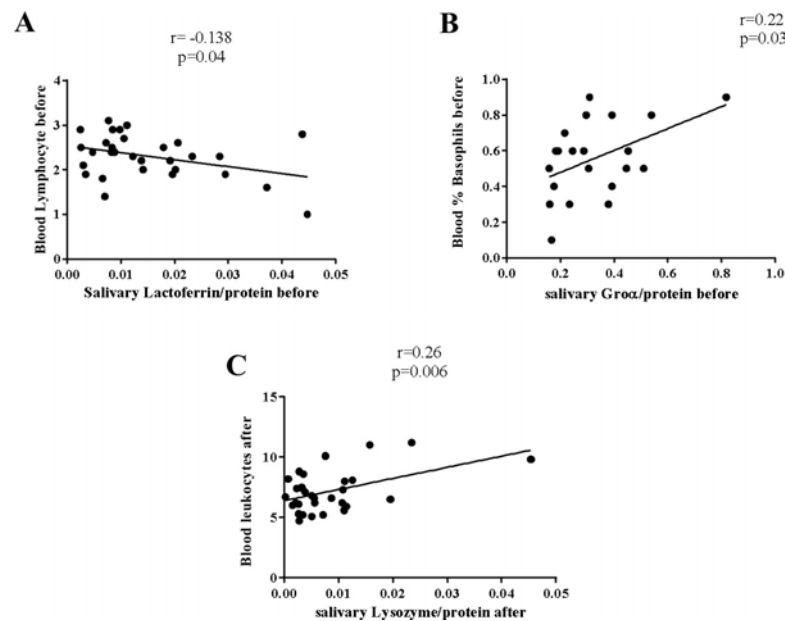 A
r= -0.138
p=0.04
Blood Lymphocyte before
4
3
2
1
0
0.00 0.01 0.02 0.03 0.04 0.05
Salivary Lactoferrin/protein before
B
r=0.22
p=0.03
Blood % Basophils before
1.0
0.8
0.6
0.4
0.2
0.0
0.0 0.2 0.4 0.6 0.8 1.0
salivary Groα/protein before
C
r=0.26
p=0.006
Blood leukocytes after
15
10
5
0
0.00 0.01 0.02 0.03 0.04 0.05
salivary Lysozyme/protein after